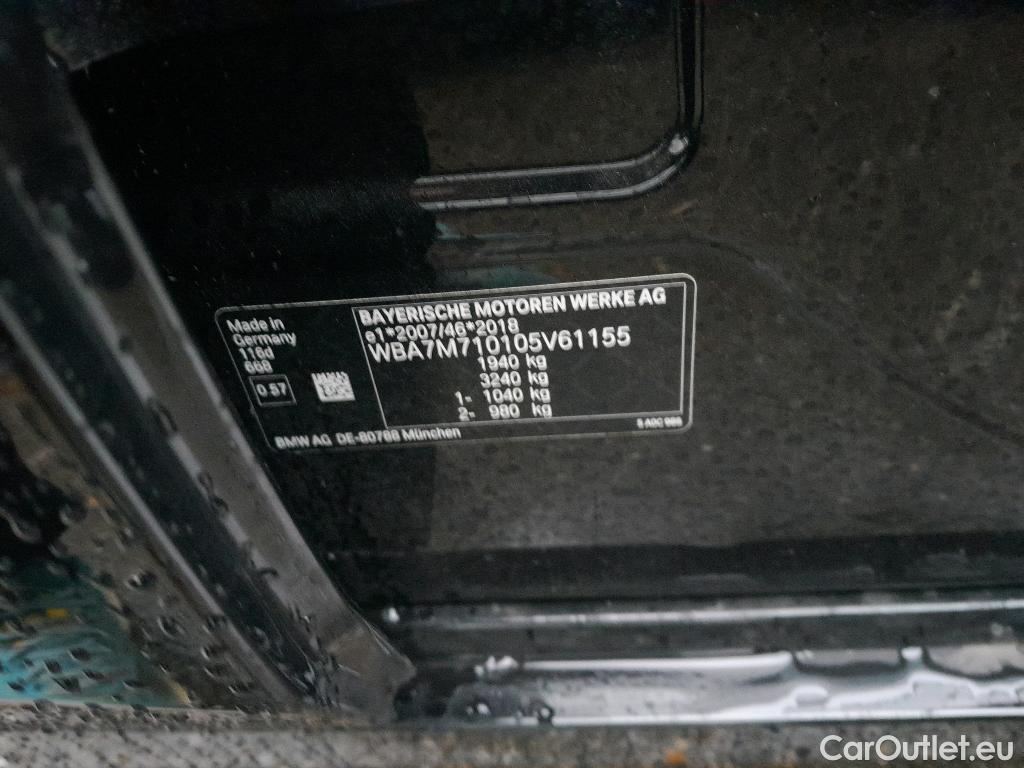 Made in
Germany
116d
668
0.57
BAYERISCHE MOTOREN WERKE AG
e1*2007/46*2018
WBA7M710105V61155
1940 kg
3240 kg
1- 1040 kg
2- 980 kg
BMW AG DE-80788 München
CarOutlet.eu